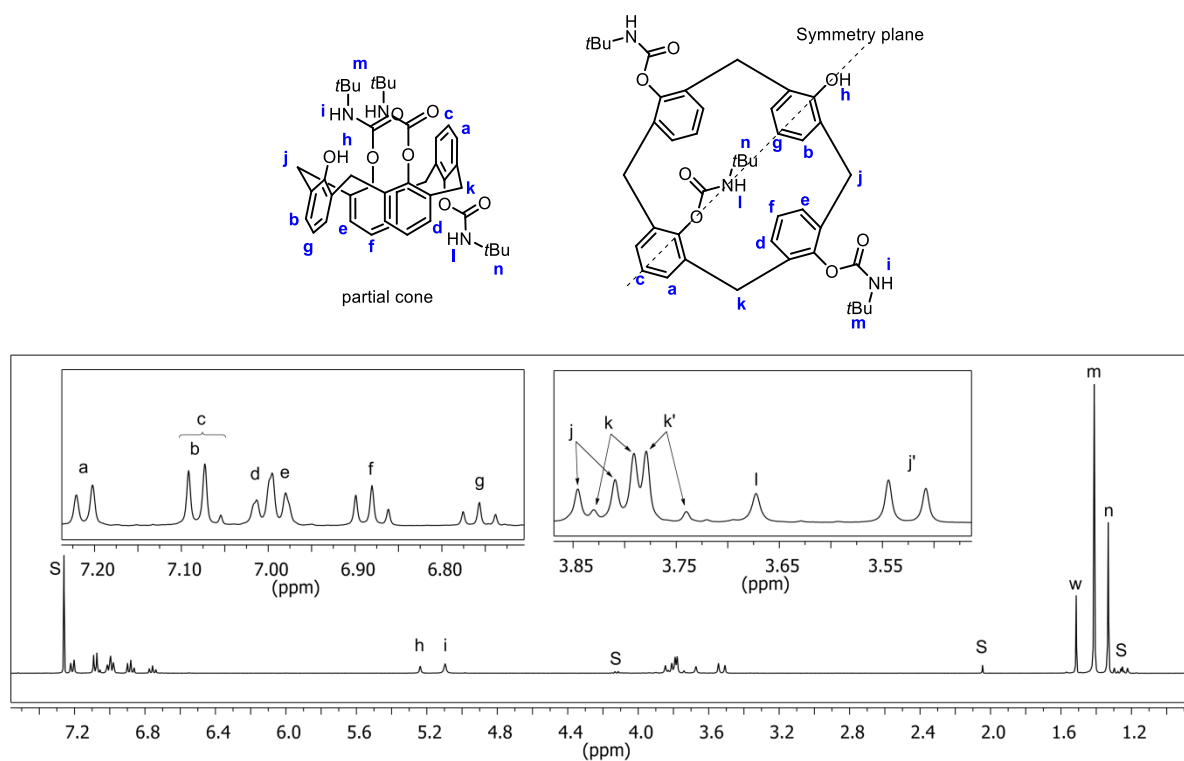 m
tBu
tBu
i
HN
HN
O
O
c
a
h
OH
O
O
j
k
O
O
b
e
f
d
HN
tBu
g
l
n
partial cone
H
N
tBu
O
O
Symmetry plane
OH
h
g
b
n
tBu
O
NH
l
O
j
e
f
d
O
O
i
NH
tBu
m
c
a
k
a
c
b
d
e
f
g
7.20
7.10
7.00
6.90
6.80
(ppm)
j
k
k'
l
j'
3.85
3.75
3.65
3.55
(ppm)
S
h
i
S
S
w
m
n
S
7.2
6.8
6.4
6.0
5.6
5.2
4.8
4.4
4.0
3.6
3.2
2.8
2.4
2.0
1.6
1.2
(ppm)